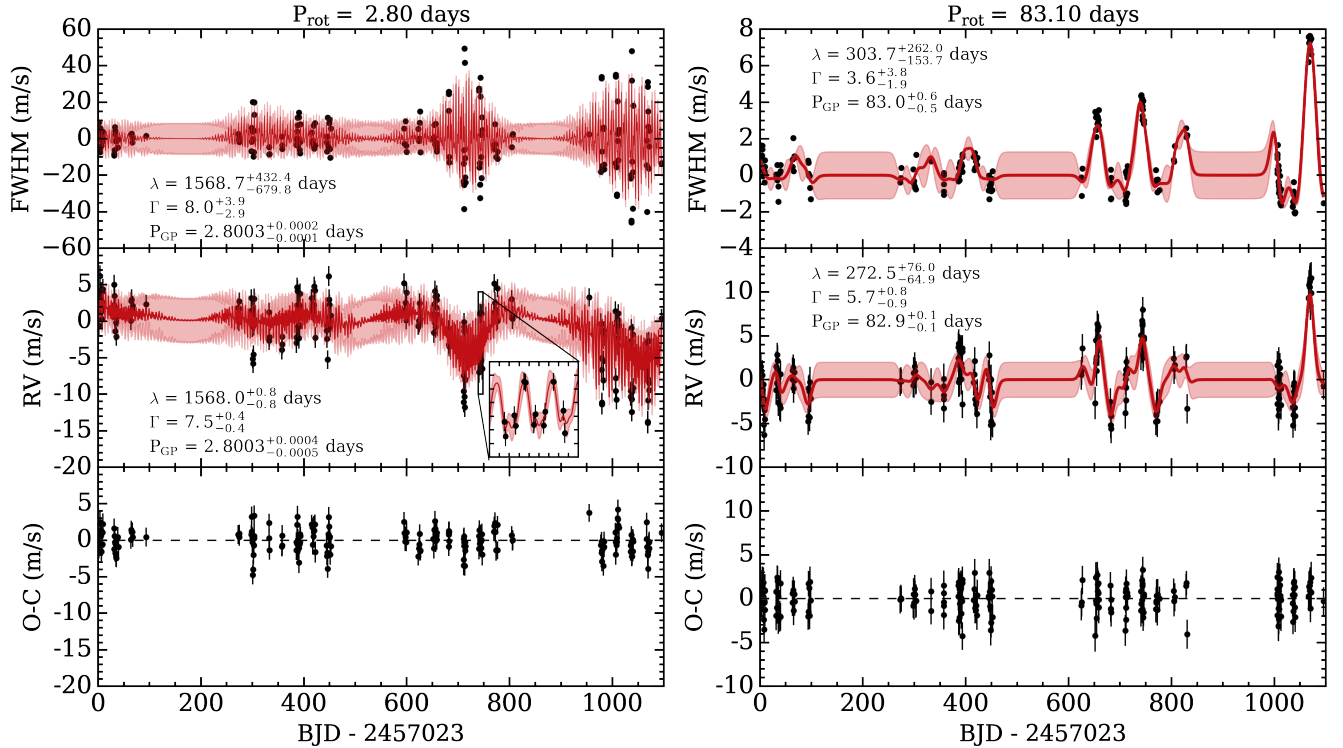 P_rot = 2.80 days
60
40
20
0
−20
−40
−60
FWHM (m/s)
λ = 1568.7^{+432.4}_{−679.8} days
Γ = 8.0^{+3.9}_{−2.9}
P_GP = 2.8003^{+0.0002}_{−0.0001} days
5
0
-5
-10
-15
-20
RV (m/s)
λ = 1568.0^{+0.8}_{−0.8} days
Γ = 7.5^{+0.4}_{−0.4}
P_GP = 2.8003^{+0.0004}_{−0.0005} days
5
0
-5
-10
-15
-20
O-C (m/s)
0 200 400 600 800 1000
BJD - 2457023
P_rot = 83.10 days
8
6
4
2
0
−2
−4
FWHM (m/s)
λ = 303.7^{+262.0}_{−153.7} days
Γ = 3.6^{+3.8}_{−1.9}
P_GP = 83.0^{+0.6}_{−0.5} days
10
5
0
-5
-10
RV (m/s)
λ = 272.5^{+76.0}_{−64.9} days
Γ = 5.7^{+0.8}_{−0.9}
P_GP = 82.9^{+0.1}_{−0.1} days
10
5
0
-5
-10
O-C (m/s)
0 200 400 600 800 1000
BJD - 2457023